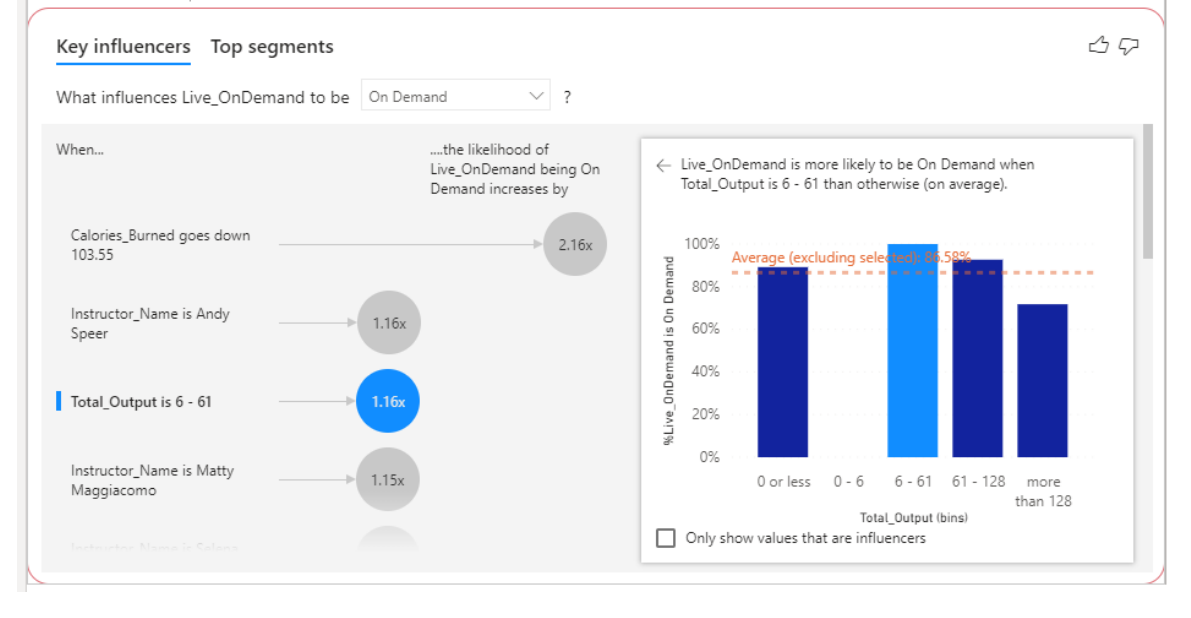 Key influencers Top segments
What influences Live_OnDemand to be On Demand ?
When...
....the likelihood of
Live_OnDemand being On
Demand increases by
Calories_Burned goes down
103.55
2.16x
Instructor_Name is Andy
Speer
1.16x
Total_Output is 6 - 61
1.16x
Instructor_Name is Matty
Maggiacomo
1.15x
Instructor_Name is Selena
Live_OnDemand is more likely to be On Demand when
Total_Output is 6 - 61 than otherwise (on average).
%Live_OnDemand is On Demand
100%
80%
60%
40%
20%
0%
Average (excluding selected): 86.58%
0 or less 0 - 6 6 - 61 61 - 128 more
than 128
Total_Output (bins)
Only show values that are influencers